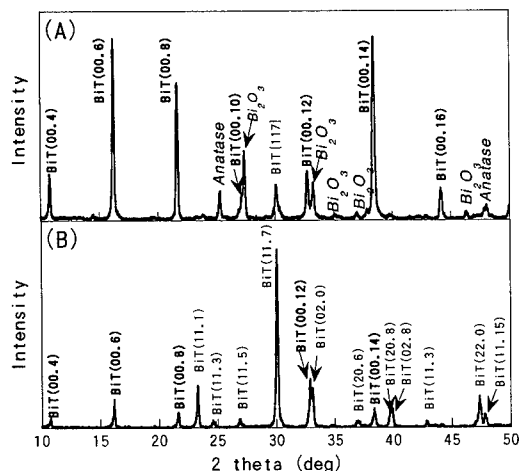 (A)
Intensity
BiT(00.4)
BiT(00.6)
BiT(00.8)
Anatase
BiT(00.10)
Bi2O3
BiT(117)
BiT(00.12)
Bi2O3
Bi2O3
Bi2O3
BiT(00.14)
BiT(00.16)
Bi2O3
Anatase
(B)
Intensity
BiT(00.4)
BiT(00.6)
BiT(00.8)
BiT(11.1)
BiT(11.3)
BiT(11.5)
BiT(11.7)
BiT(00.12)
BiT(02.0)
BiT(20.6)
BiT(00.14)
BiT(20.8)
BiT(02.8)
BiT(11.3)
BiT(22.0)
BiT(11.15)
10 15 20 25 30 35 40 45 50
2 theta (deg)